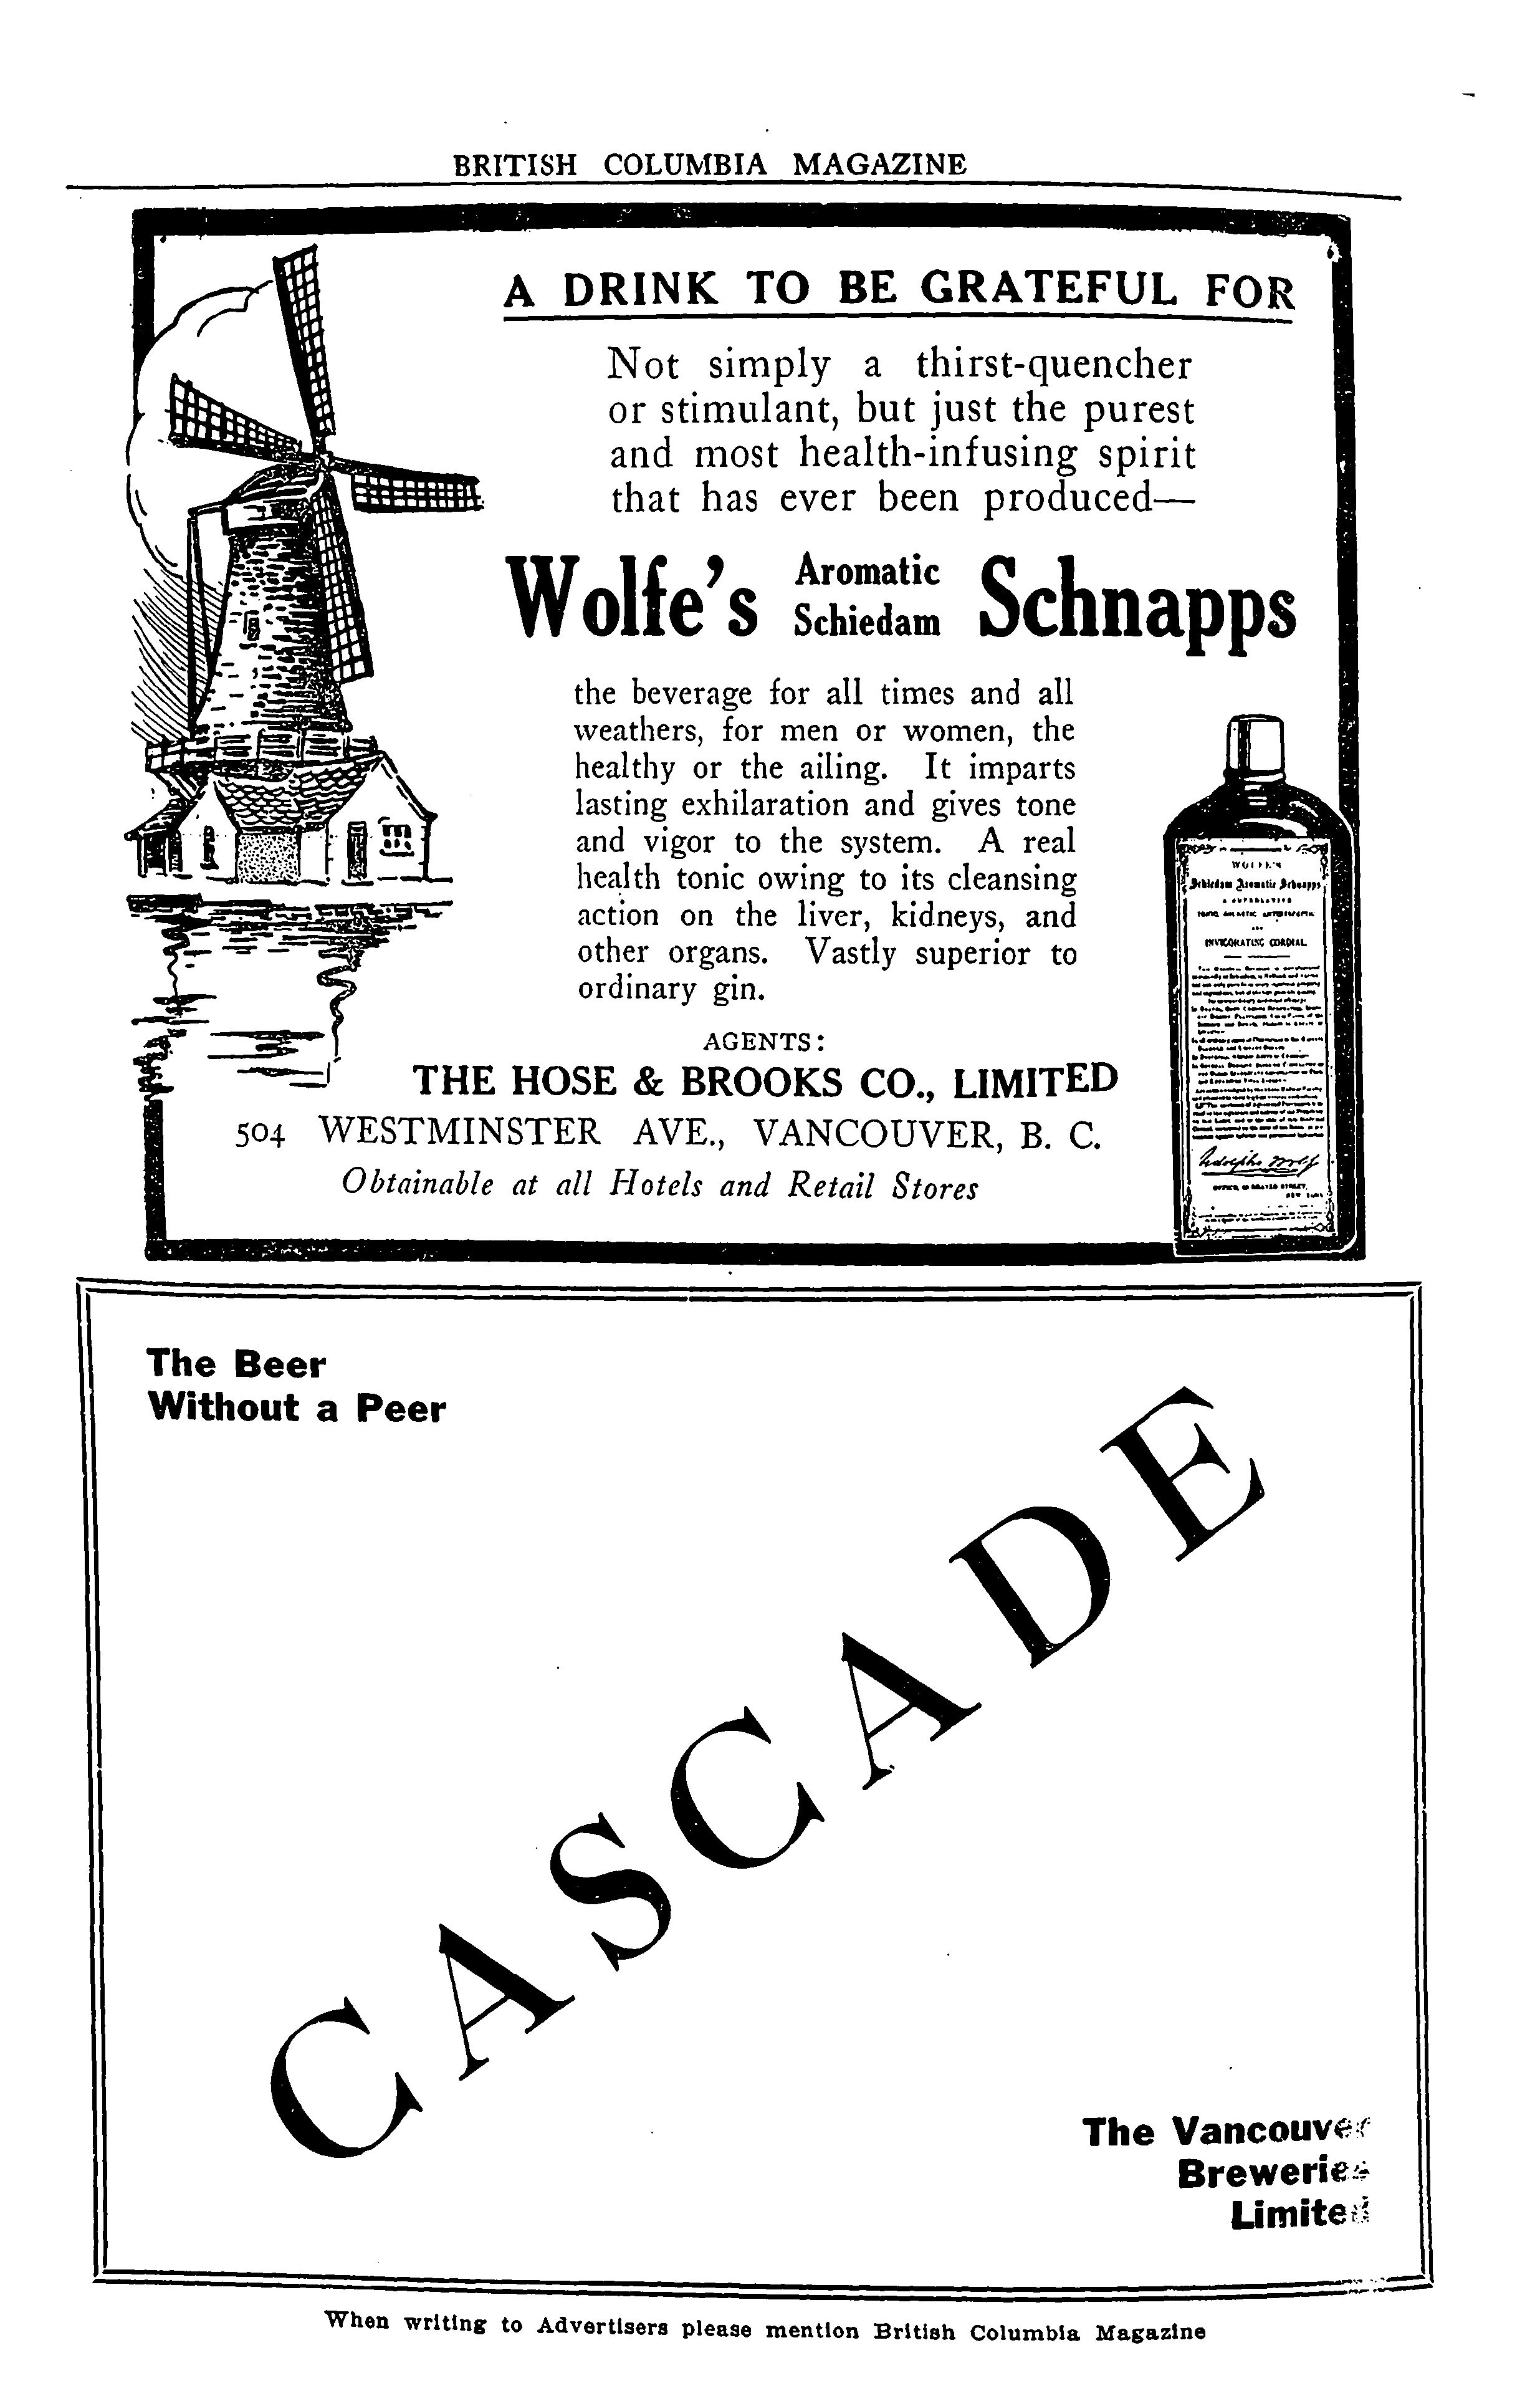 BRITISH COLUMBIA MAGAZINE
A DRINK TO BE GRATEFUL FOR
Not simply a thirst-quencher
or stimulant, but just the purest
and most health-infusing spirit
that has ever been produced—
Wolfe's Aromatic Schiedam Schnapps
the beverage for all times and all
weathers, for men or women, the
healthy or the ailing. It imparts
lasting exhilaration and gives tone
and vigor to the system. A real
health tonic owing to its cleansing
action on the liver, kidneys, and
other organs. Vastly superior to
ordinary gin.
AGENTS:
THE HOSE & BROOKS CO., LIMITED
504 WESTMINSTER AVE., VANCOUVER, B. C.
Obtainable at all Hotels and Retail Stores
WOLFE'S
Schiedam Aromatic Schnapps
INVIGORATING CORDIAL
The Beer
Without a Peer
CASCADE
The Vancouver
Breweries
Limited
When writing to Advertisers please mention British Columbia Magazine